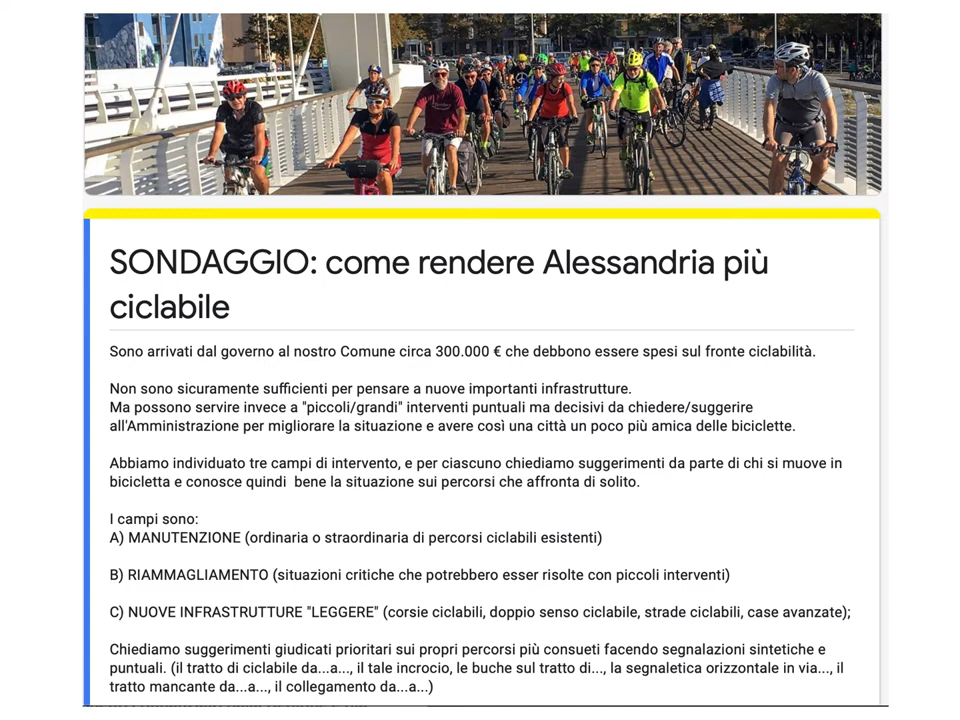 SONDAGGIO: come rendere Alessandria più
ciclabile
Sono arrivati dal governo al nostro Comune circa 300.000 € che debbono essere spesi sul fronte ciclabilità.
Non sono sicuramente sufficienti per pensare a nuove importanti infrastrutture.
Ma possono servire invece a "piccoli/grandi" interventi puntuali ma decisivi da chiedere/suggerire
all'Amministrazione per migliorare la situazione e avere così una città un poco più amica delle biciclette.
Abbiamo individuato tre campi di intervento, e per ciascuno chiediamo suggerimenti da parte di chi si muove in
bicicletta e conosce quindi  bene la situazione sui percorsi che affronta di solito.
I campi sono:
A) MANUTENZIONE (ordinaria o straordinaria di percorsi ciclabili esistenti)
B) RIAMMAGLIAMENTO (situazioni critiche che potrebbero esser risolte con piccoli interventi)
C) NUOVE INFRASTRUTTURE "LEGGERE" (corsie ciclabili, doppio senso ciclabile, strade ciclabili, case avanzate);
Chiediamo suggerimenti giudicati prioritari sui propri percorsi più consueti facendo segnalazioni sintetiche e
puntuali. (il tratto di ciclabile da...a..., il tale incrocio, le buche sul tratto di..., la segnaletica orizzontale in via..., il
tratto mancante da...a..., il collegamento da...a...)